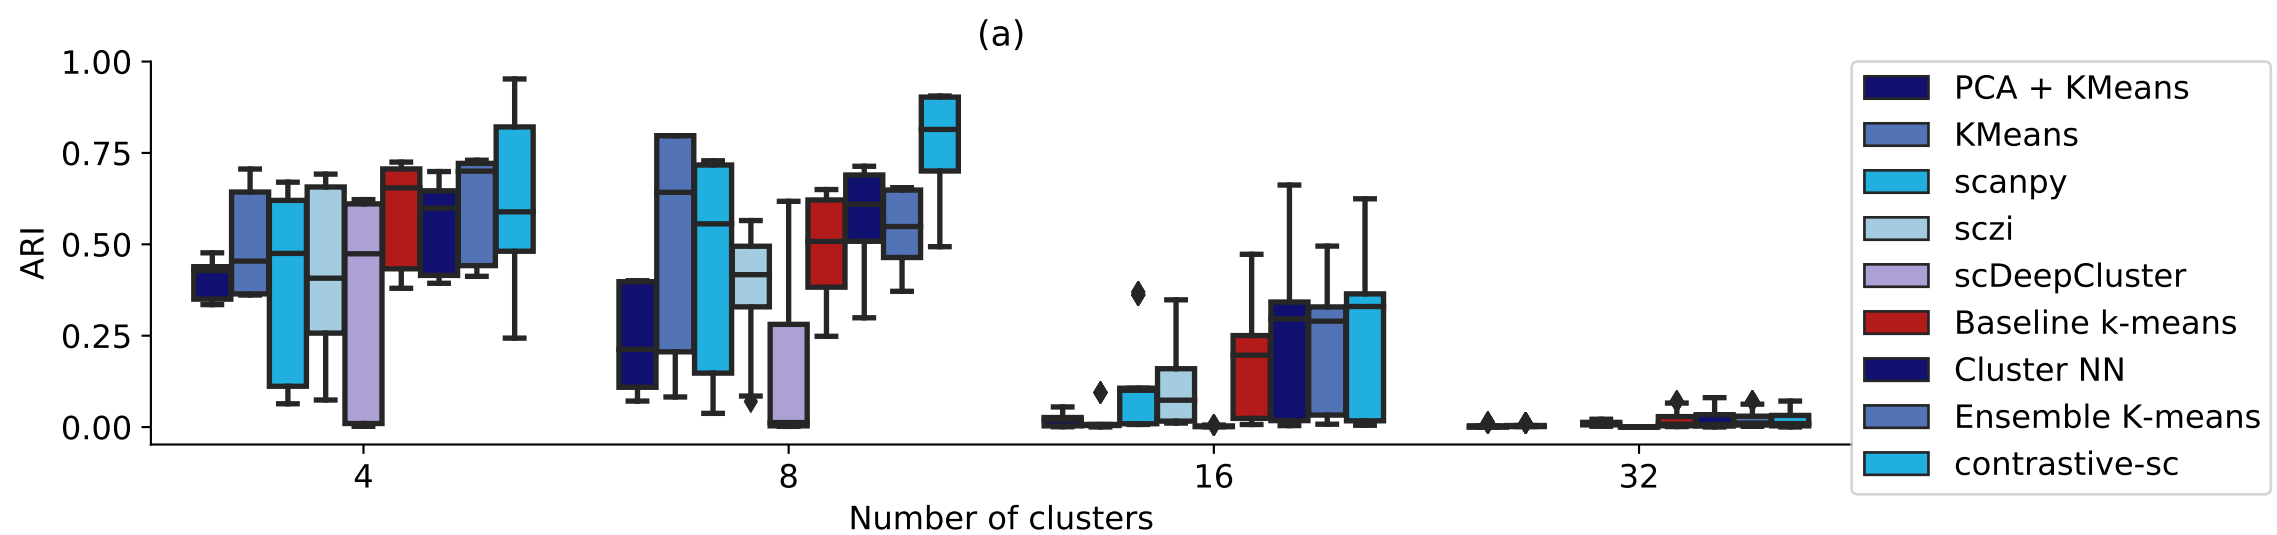 (a)
1.00
0.75
0.50
0.25
0.00
ARI
4
8
16
32
Number of clusters
PCA + KMeans
KMeans
scanpy
sczi
scDeepCluster
Baseline k-means
Cluster NN
Ensemble K-means
contrastive-sc